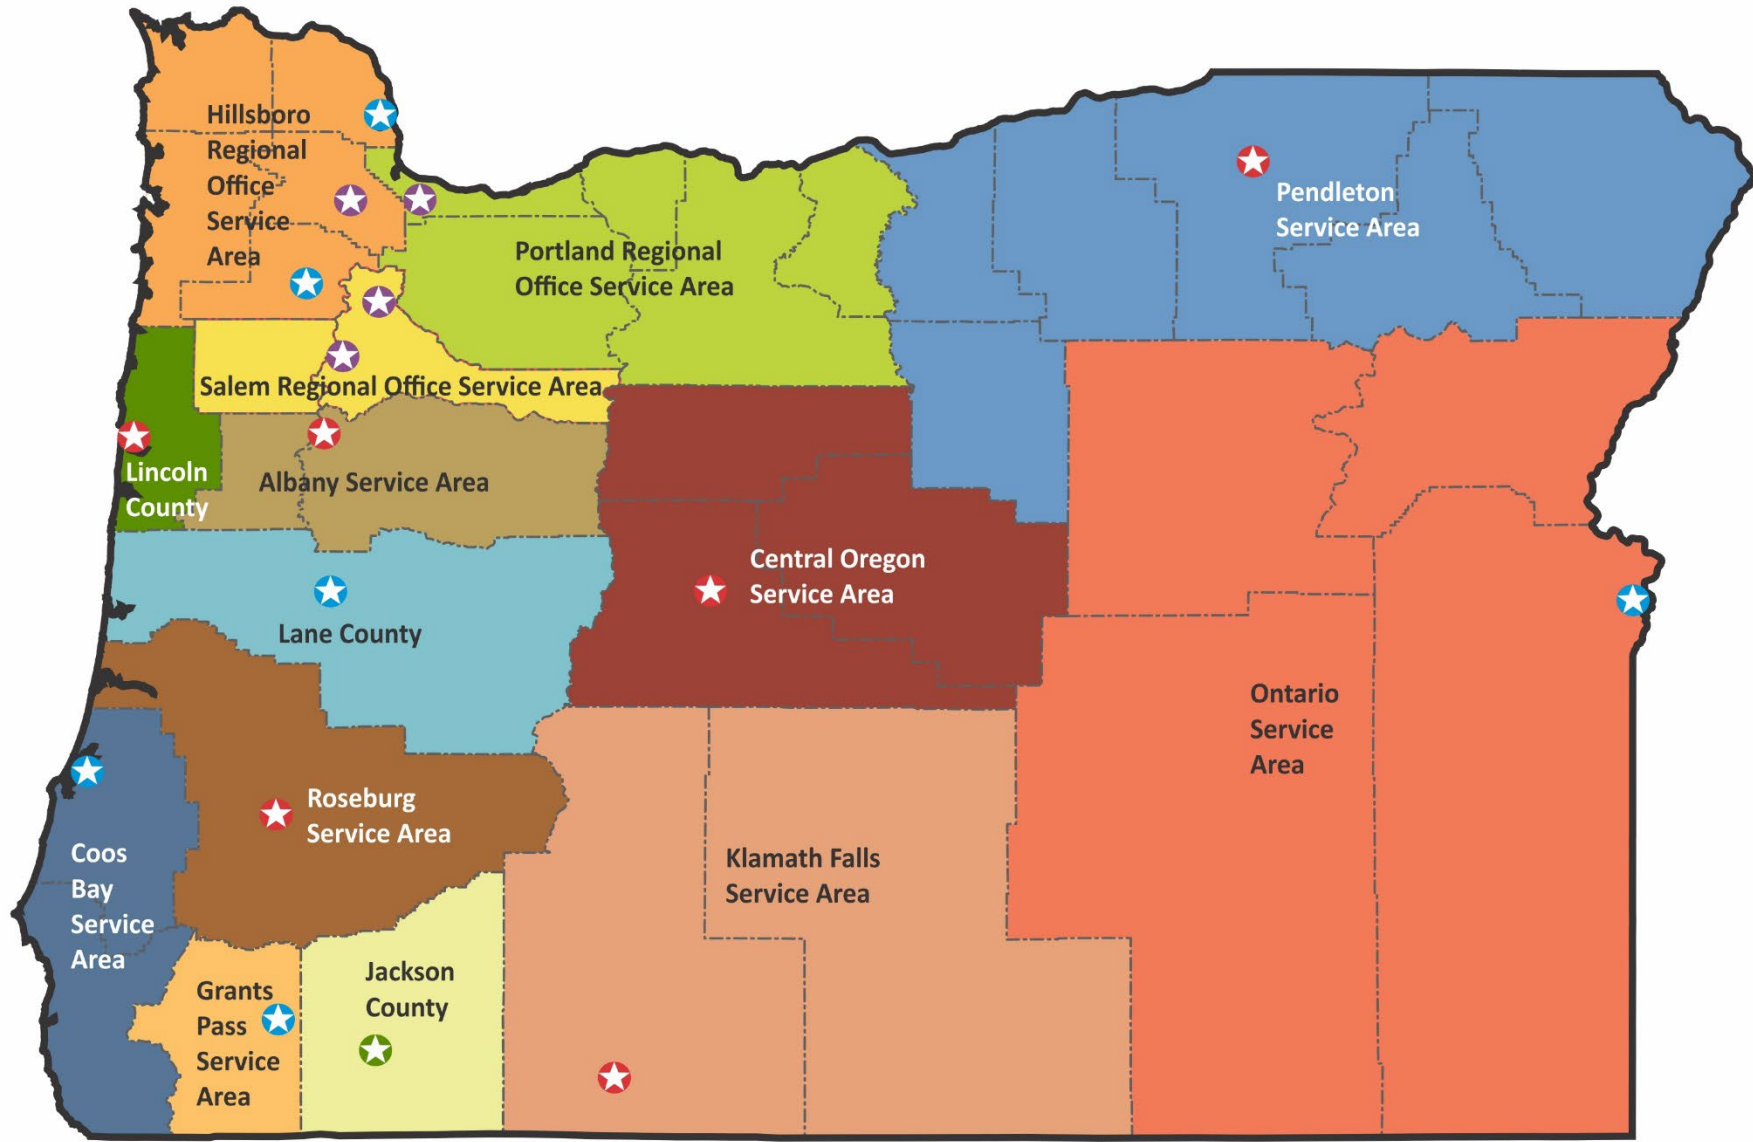 Hillsboro
Regional
Office
Service
Area
Pendleton
Service Area
Portland Regional
Office Service Area
Salem Regional Office Service Area
Lincoln
County
Albany Service Area
Central Oregon
Service Area
Lane County
Ontario
Service
Area
Roseburg
Service Area
Coos
Bay
Service
Area
Klamath Falls
Service Area
Grants
Pass
Service
Area
Jackson
County